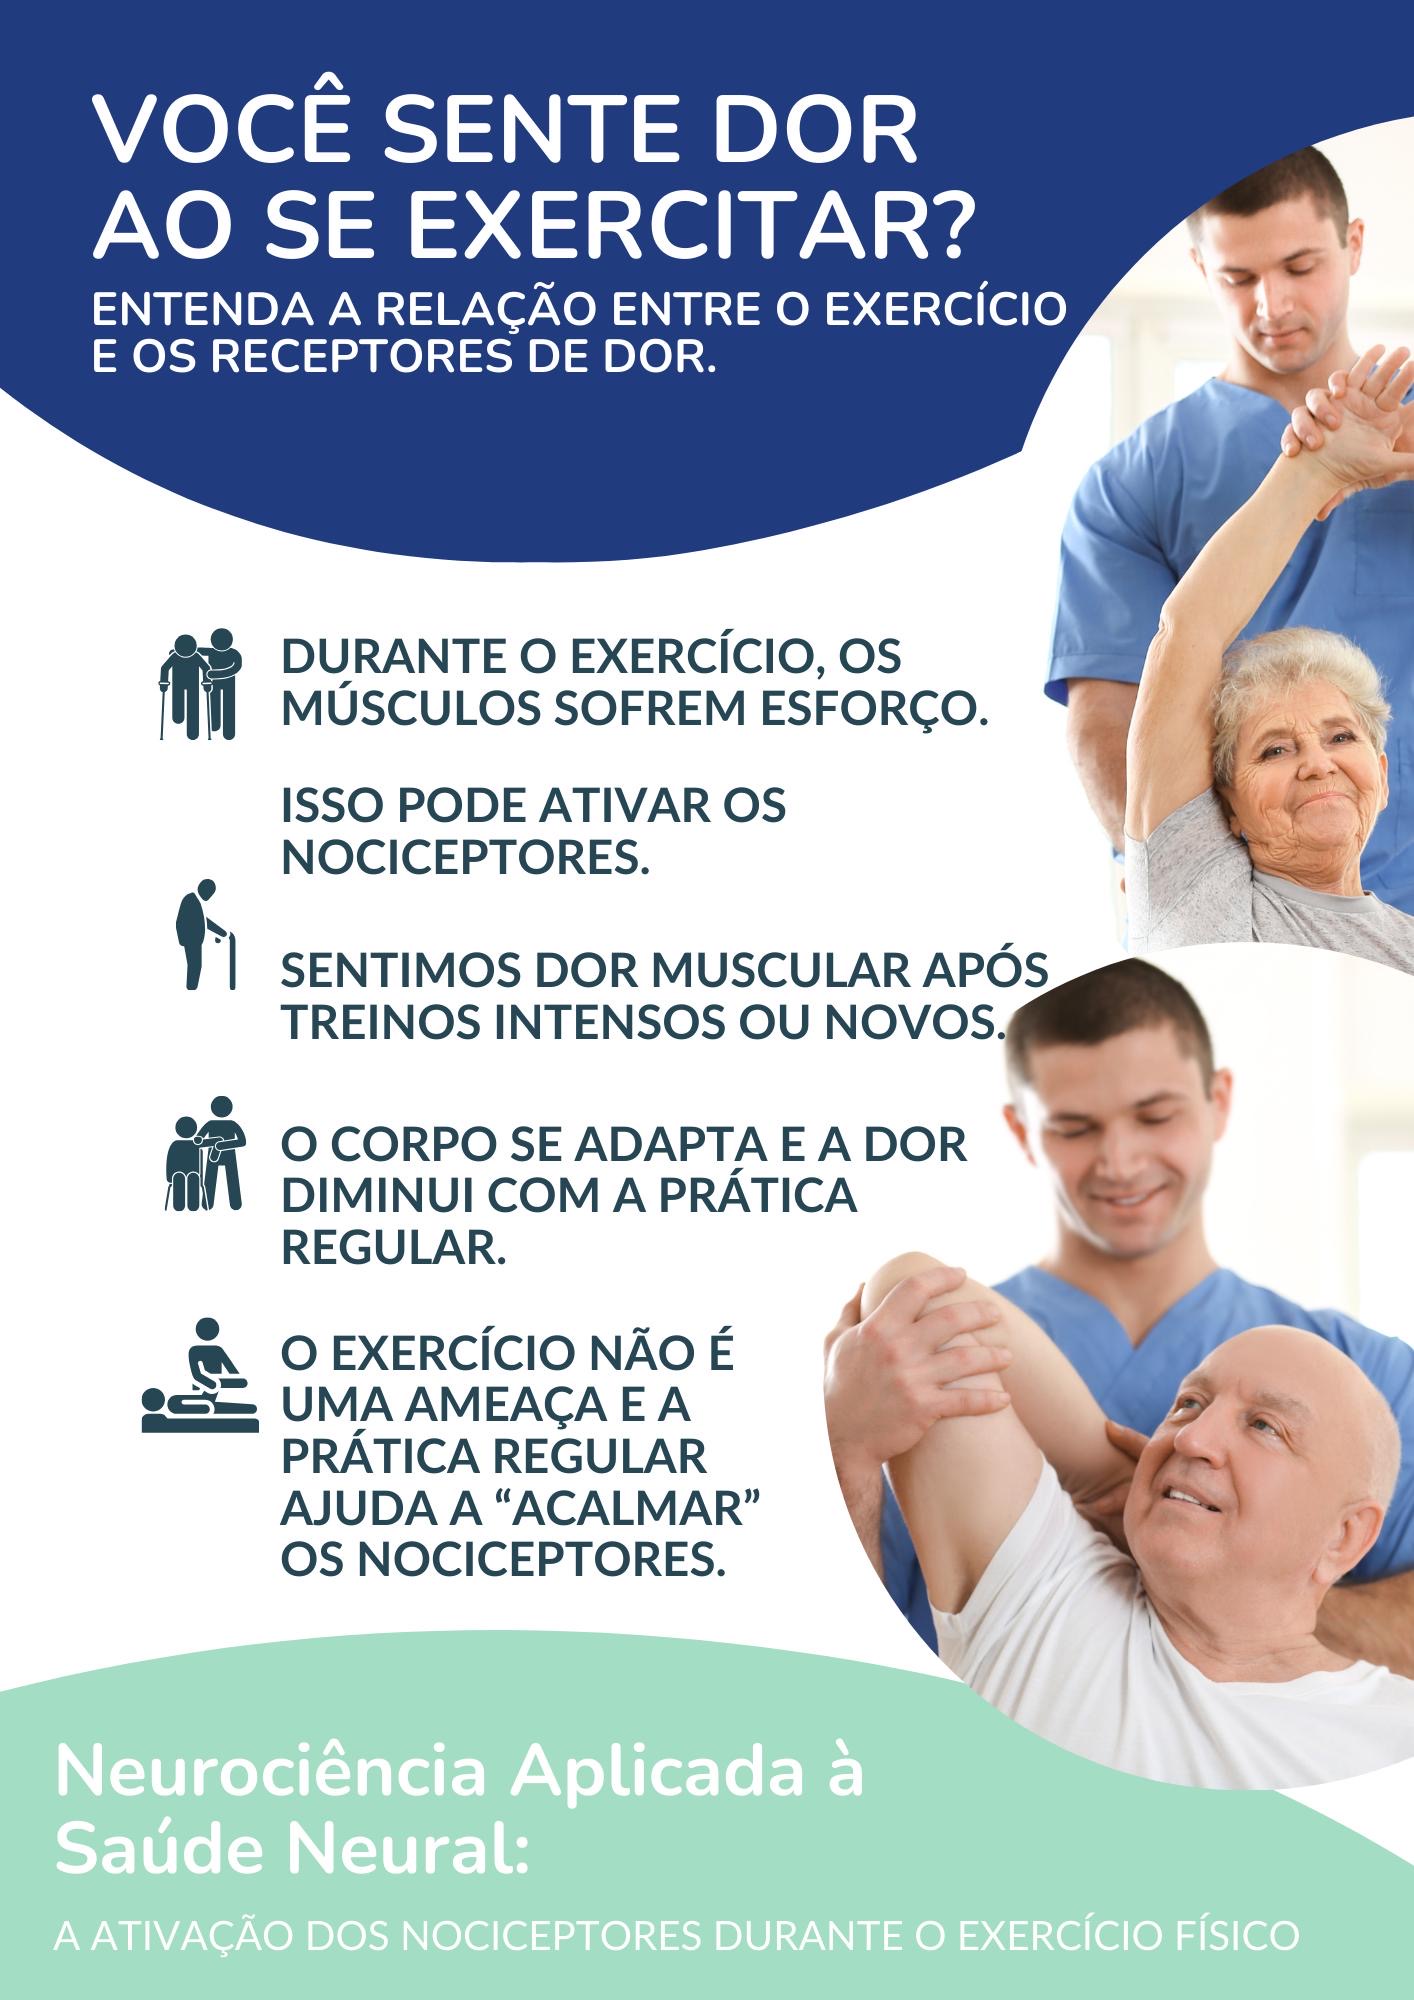 VOCÊ SENTE DOR
AO SE EXERCITAR?
ENTENDA A RELAÇÃO ENTRE O EXERCÍCIO
E OS RECEPTORES DE DOR.
DURANTE O EXERCÍCIO, OS
MÚSCULOS SOFREM ESFORÇO.
ISSO PODE ATIVAR OS
NOCICEPTORES.
SENTIMOS DOR MUSCULAR APÓS
TREINOS INTENSOS OU NOVOS.
O CORPO SE ADAPTA E A DOR
DIMINUI COM A PRÁTICA
REGULAR.
O EXERCÍCIO NÃO É
UMA AMEAÇA E A
PRÁTICA REGULAR
AJUDA A “ACALMAR”
OS NOCICEPTORES.
Neurociência Aplicada à
Saúde Neural:
A ATIVAÇÃO DOS NOCICEPTORES DURANTE O EXERCÍCIO FÍSICO